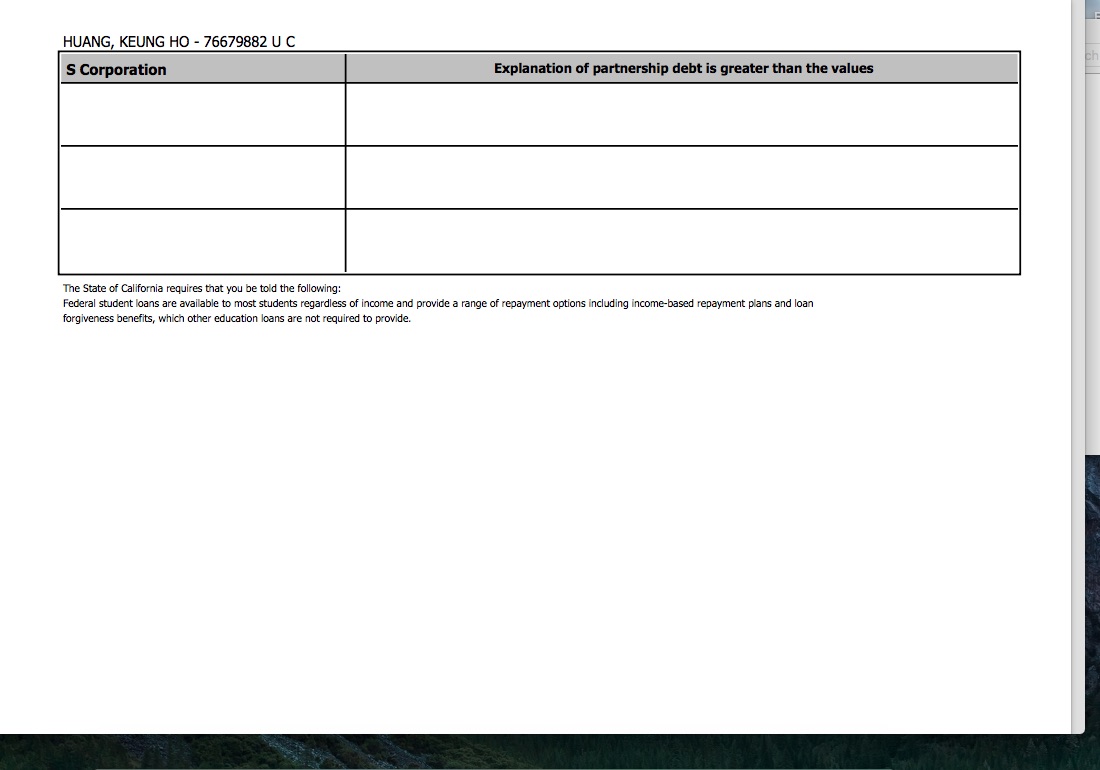 HUANG, KEUNG HO - 76679882 U C
S Corporation
Explanation of partnership debt is greater than the values
The State of California requires that you be told the following:
Federal student loans are available to most students regardless of income and provide a range of repayment options including income-based repayment plans and loan
forgiveness benefits, which other education loans are not required to provide.